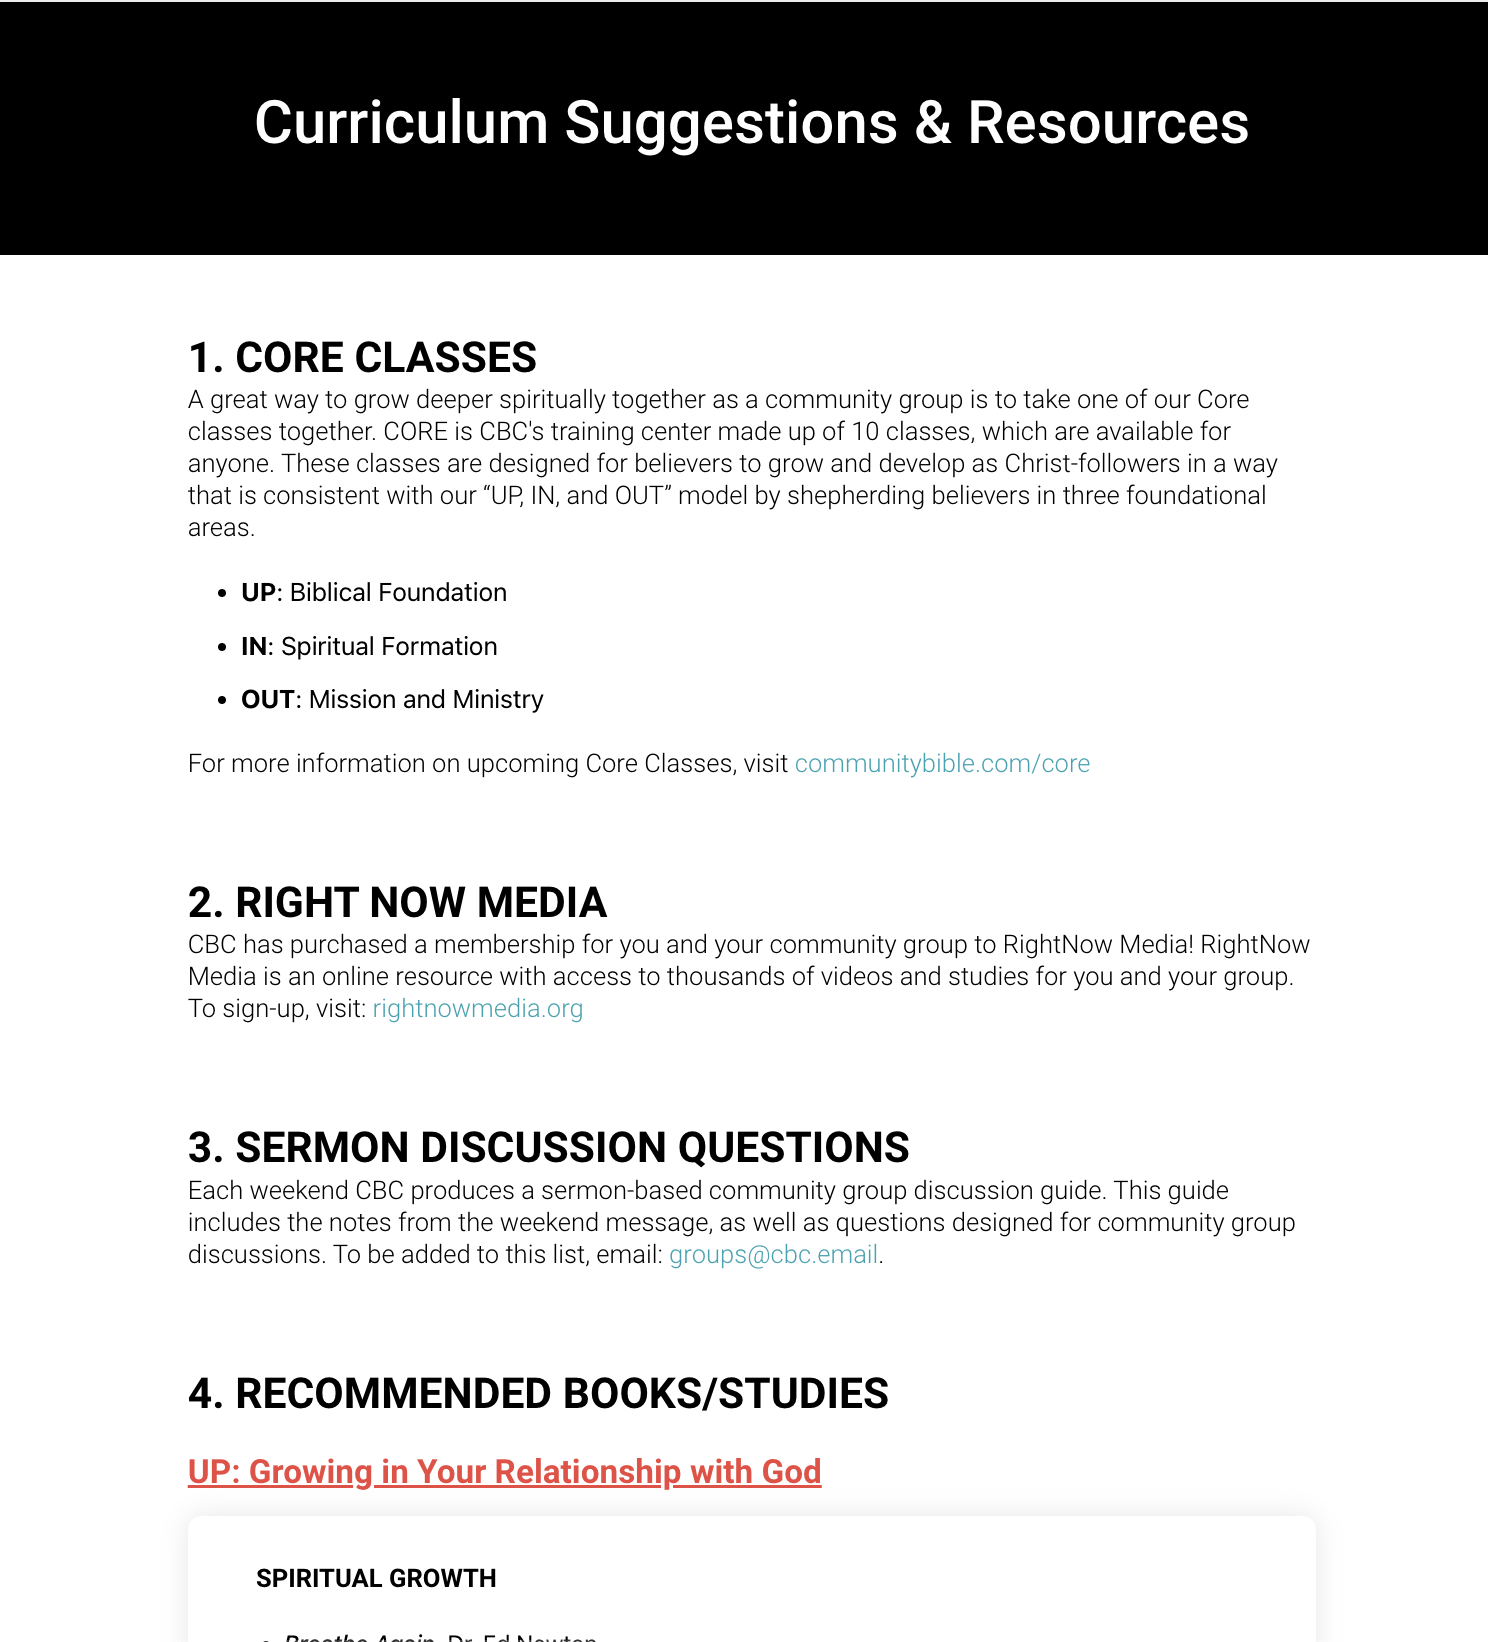 Curriculum Suggestions & Resources
1. CORE CLASSES
A great way to grow deeper spiritually together as a community group is to take one of our Core
classes together. CORE is CBC's training center made up of 10 classes, which are available for
anyone. These classes are designed for believers to grow and develop as Christ-followers in a way
that is consistent with our “UP, IN, and OUT” model by shepherding believers in three foundational
areas.
• UP: Biblical Foundation
• IN: Spiritual Formation
• OUT: Mission and Ministry
For more information on upcoming Core Classes, visit communitybible.com/core
2. RIGHT NOW MEDIA
CBC has purchased a membership for you and your community group to RightNow Media! RightNow
Media is an online resource with access to thousands of videos and studies for you and your group.
To sign-up, visit: rightnowmedia.org
3. SERMON DISCUSSION QUESTIONS
Each weekend CBC produces a sermon-based community group discussion guide. This guide
includes the notes from the weekend message, as well as questions designed for community group
discussions. To be added to this list, email: groups@cbc.email.
4. RECOMMENDED BOOKS/STUDIES
UP: Growing in Your Relationship with God
SPIRITUAL GROWTH
• Breathe Again, Dr. Ed Newton